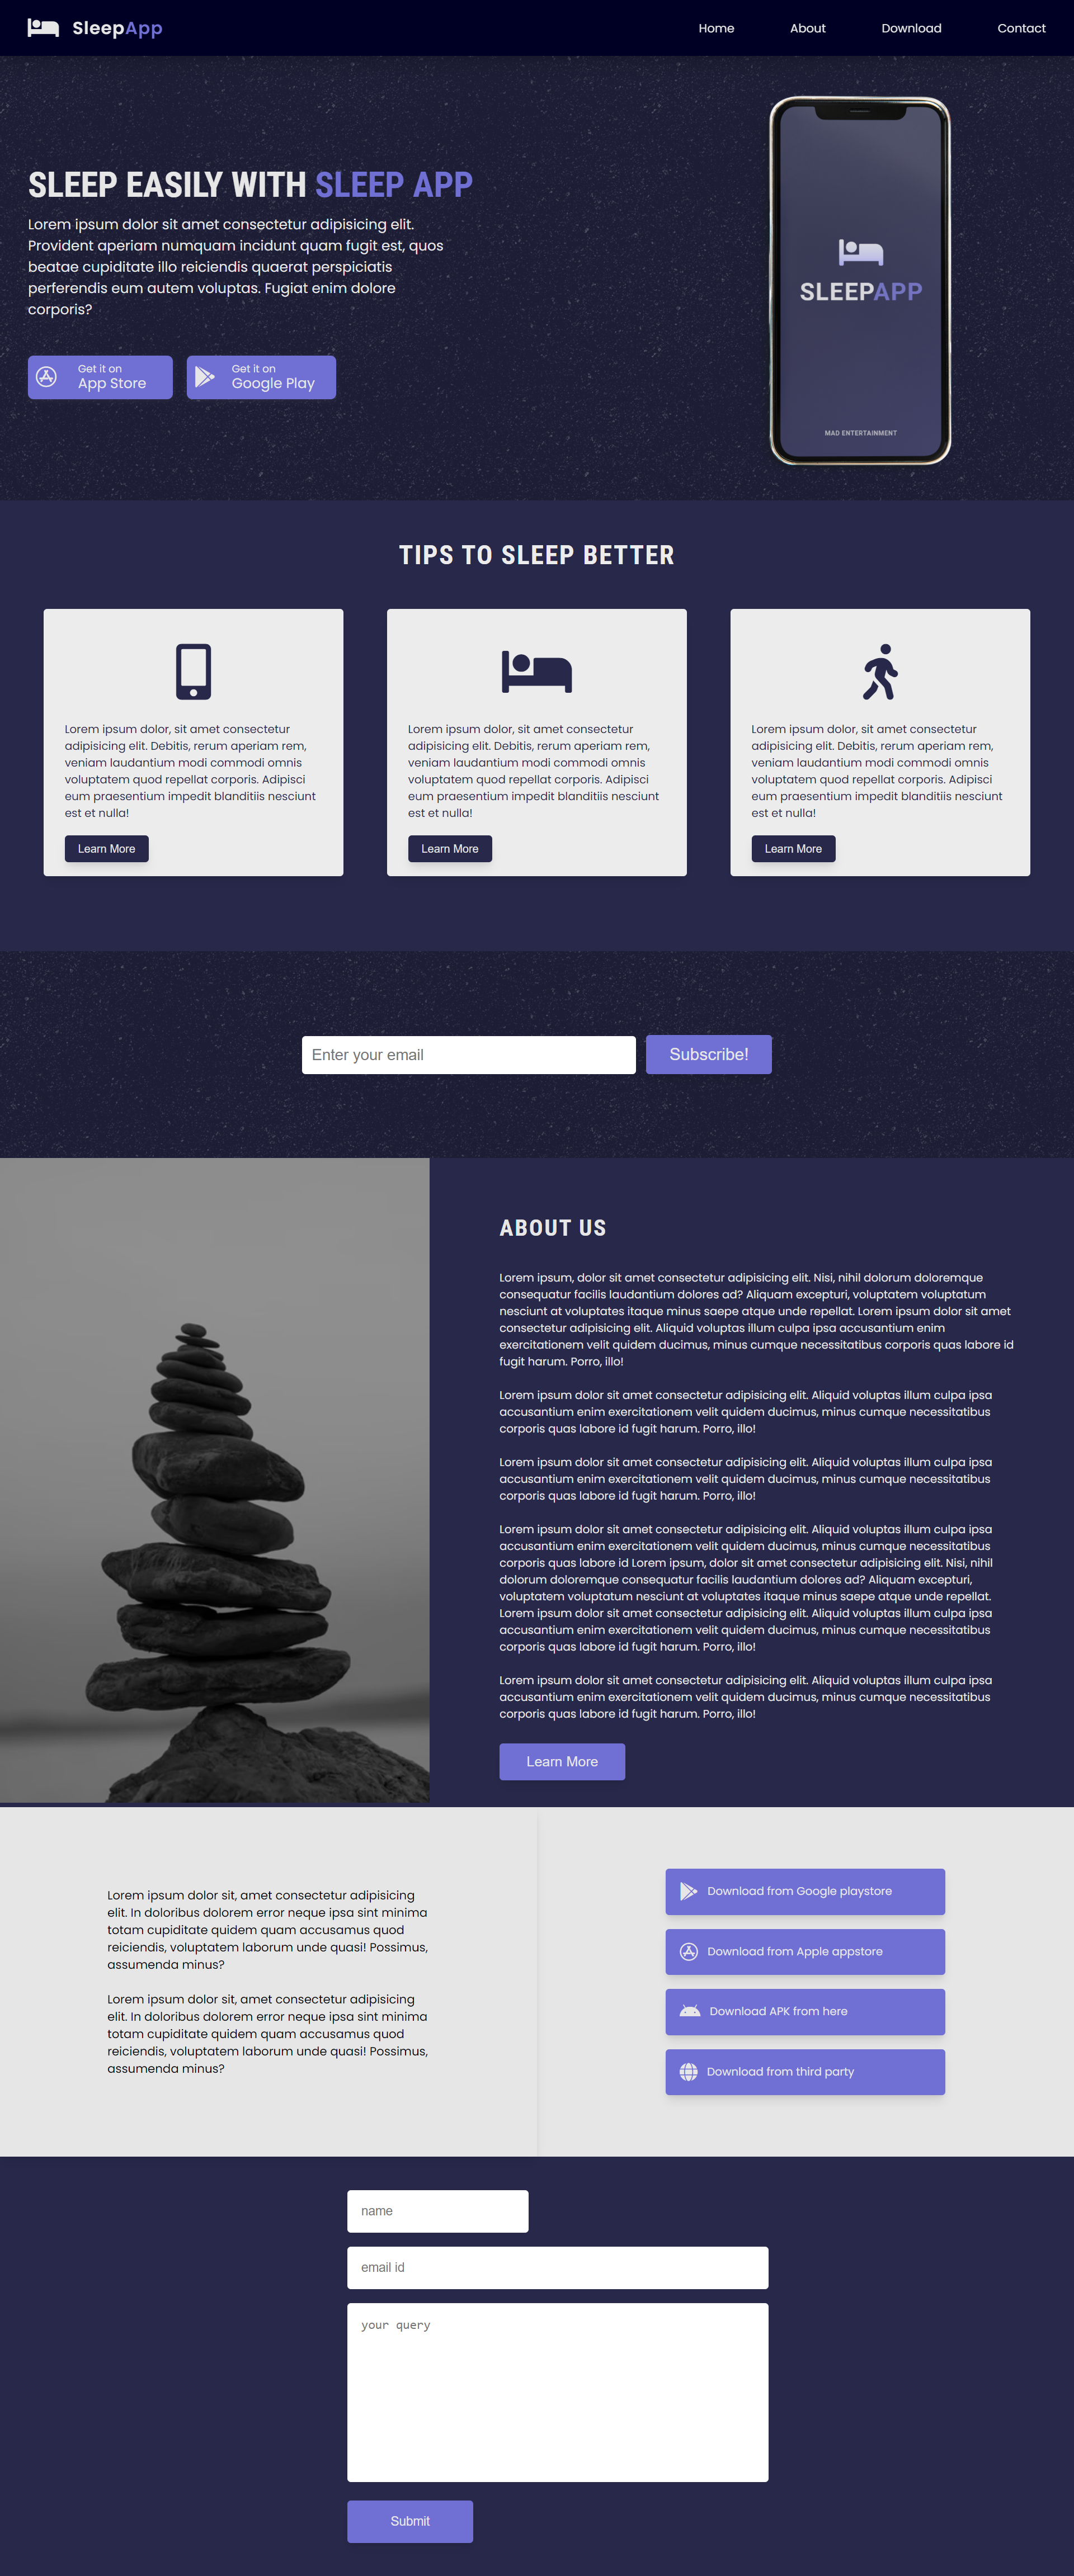 SleepApp
Home
About
Download
Contact
SLEEP EASILY WITH SLEEP APP
Lorem ipsum dolor sit amet consectetur adipisicing elit.
Provident aperiam numquam incidunt quam fugit est, quos
beatae cupiditate illo reiciendis quaerat perspiciatis
perferendis eum autem voluptas. Fugiat enim dolore
corporis?
Get it on
App Store
Get it on
Google Play
SLEEPAPP
MAD ENTERTAINMENT
TIPS TO SLEEP BETTER
Lorem ipsum dolor, sit amet consectetur
adipisicing elit. Debitis, rerum aperiam rem,
veniam laudantium modi commodi omnis
voluptatem quod repellat corporis. Adipisci
eum praesentium impedit blanditiis nesciunt
est et nulla!
Learn More
Lorem ipsum dolor, sit amet consectetur
adipisicing elit. Debitis, rerum aperiam rem,
veniam laudantium modi commodi omnis
voluptatem quod repellat corporis. Adipisci
eum praesentium impedit blanditiis nesciunt
est et nulla!
Learn More
Lorem ipsum dolor, sit amet consectetur
adipisicing elit. Debitis, rerum aperiam rem,
veniam laudantium modi commodi omnis
voluptatem quod repellat corporis. Adipisci
eum praesentium impedit blanditiis nesciunt
est et nulla!
Learn More
Enter your email
Subscribe!
ABOUT US
Lorem ipsum, dolor sit amet consectetur adipisicing elit. Nisi, nihil dolorum doloremque
consequatur facilis laudantium dolores ad? Aliquam excepturi, voluptatem voluptatum
nesciunt at voluptates itaque minus saepe atque unde repellat. Lorem ipsum dolor sit amet
consectetur adipisicing elit. Aliquid voluptas illum culpa ipsa accusantium enim
exercitationem velit quidem ducimus, minus cumque necessitatibus corporis quas labore id
fugit harum. Porro, illo!
Lorem ipsum dolor sit amet consectetur adipisicing elit. Aliquid voluptas illum culpa ipsa
accusantium enim exercitationem velit quidem ducimus, minus cumque necessitatibus
corporis quas labore id fugit harum. Porro, illo!
Lorem ipsum dolor sit amet consectetur adipisicing elit. Aliquid voluptas illum culpa ipsa
accusantium enim exercitationem velit quidem ducimus, minus cumque necessitatibus
corporis quas labore id fugit harum. Porro, illo!
Lorem ipsum dolor sit amet consectetur adipisicing elit. Aliquid voluptas illum culpa ipsa
accusantium enim exercitationem velit quidem ducimus, minus cumque necessitatibus
corporis quas labore id Lorem ipsum, dolor sit amet consectetur adipisicing elit. Nisi, nihil
dolorum doloremque consequatur facilis laudantium dolores ad? Aliquam excepturi,
voluptatem voluptatum nesciunt at voluptates itaque minus saepe atque unde repellat.
Lorem ipsum dolor sit amet consectetur adipisicing elit. Aliquid voluptas illum culpa ipsa
accusantium enim exercitationem velit quidem ducimus, minus cumque necessitatibus
corporis quas labore id fugit harum. Porro, illo!
Lorem ipsum dolor sit amet consectetur adipisicing elit. Aliquid voluptas illum culpa ipsa
accusantium enim exercitationem velit quidem ducimus, minus cumque necessitatibus
corporis quas labore id fugit harum. Porro, illo!
Learn More
Lorem ipsum dolor sit, amet consectetur adipisicing
elit. In doloribus dolorem error neque ipsa sint minima
totam cupiditate quidem quam accusamus quod
reiciendis, voluptatem laborum unde quasi! Possimus,
assumenda minus?
Lorem ipsum dolor sit, amet consectetur adipisicing
elit. In doloribus dolorem error neque ipsa sint minima
totam cupiditate quidem quam accusamus quod
reiciendis, voluptatem laborum unde quasi! Possimus,
assumenda minus?
Download from Google playstore
Download from Apple appstore
Download APK from here
Download from third party
name
email id
your query
Submit